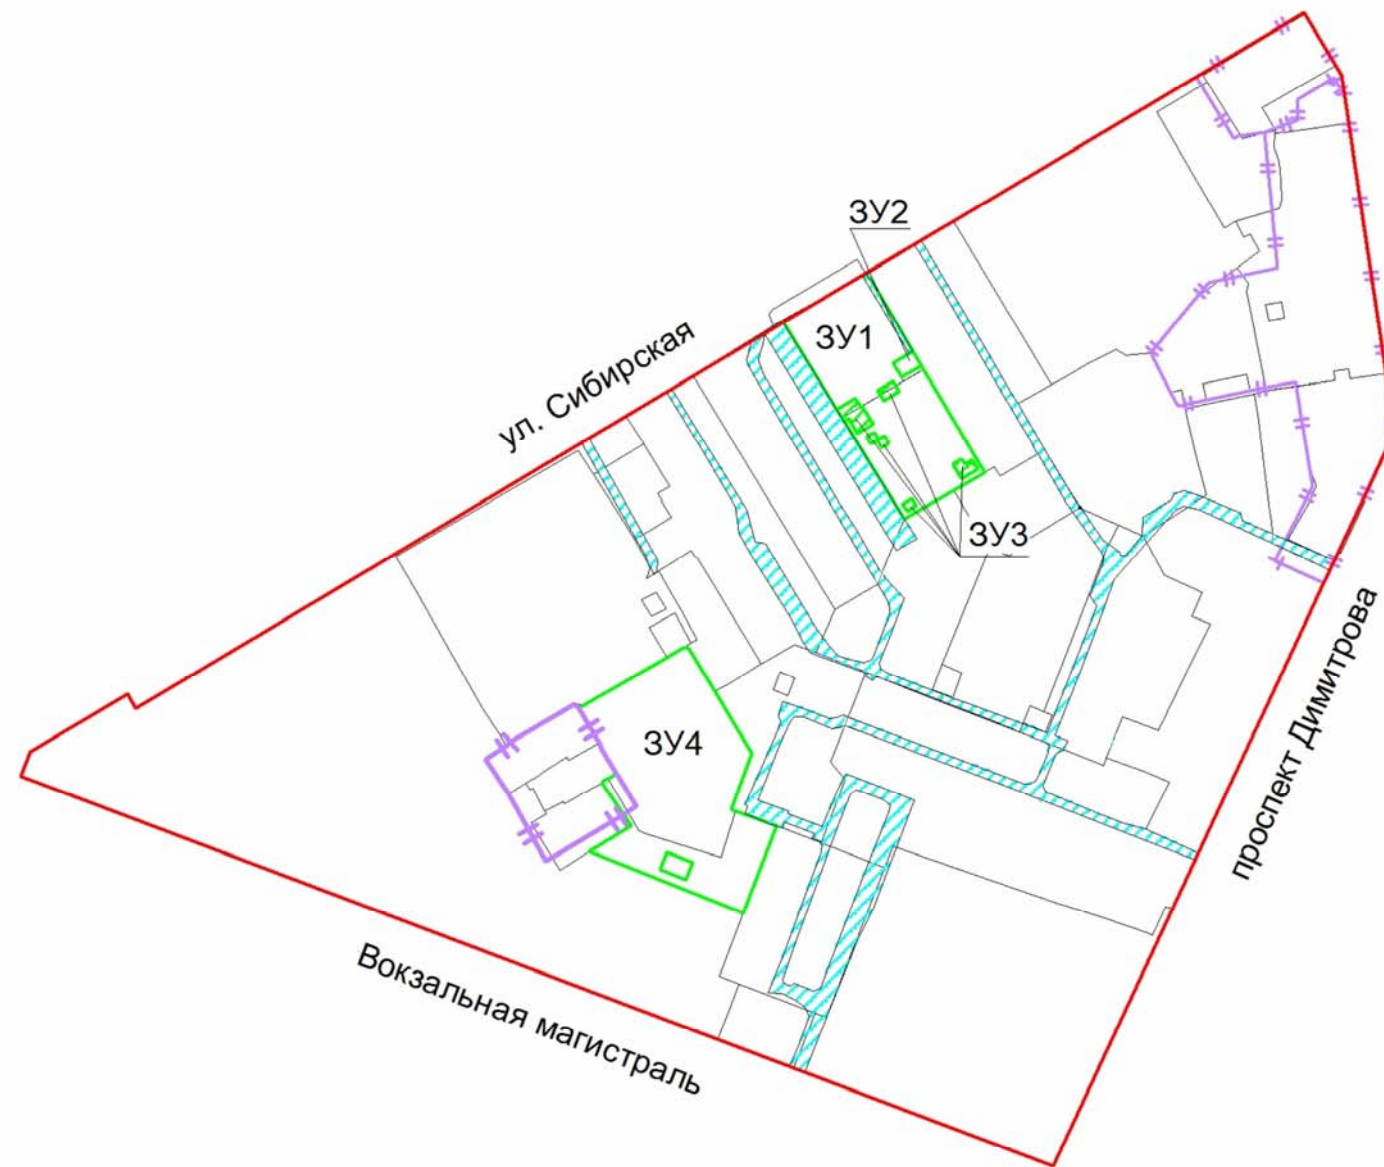 ЗУ2
ЗУ1
ул. Сибирская
ЗУ3
ЗУ4
проспект Димитрова
Вокзальная магистраль